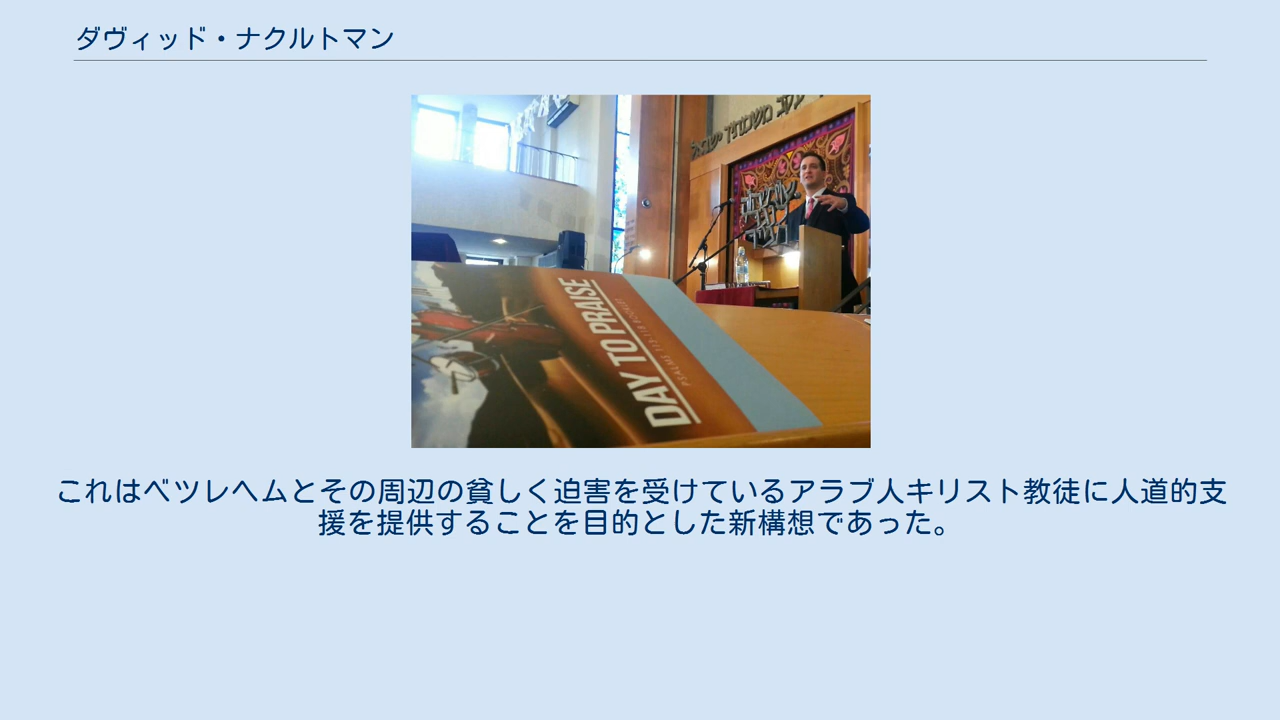 ダヴィッド・ナクルトマン
DAY TO PRAISE
これはベツレヘムとその周辺の貧しく迫害を受けているアラブ人キリスト教徒に人道的支
援を提供することを目的とした新構想であった。